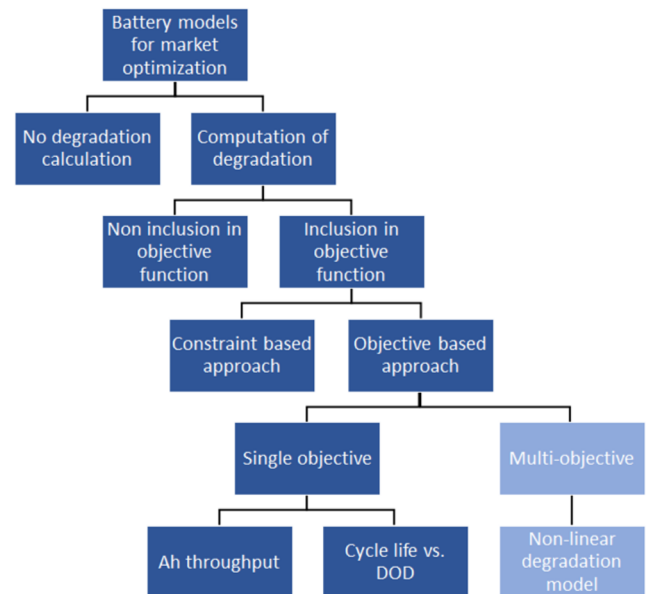 Battery models
for market
optimization
No degradation
calculation
Computation of
degradation
Non inclusion in
objective
function
Inclusion in
objective
function
Constraint based
approach
Objective based
approach
Single objective
Multi-objective
Ah throughput
Cycle life vs.
DOD
Non-linear
degradation
model